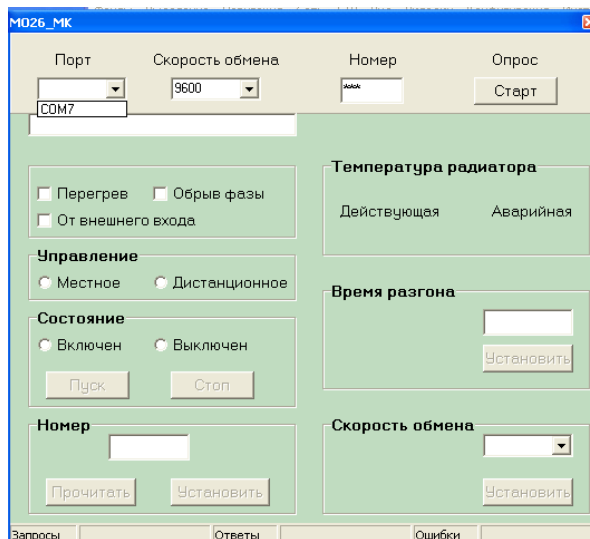 MO26_MK
Порт Скорость обмена Номер Опрос
9600 **** Старт
COM7
Температура радиатора
Перегрев Обрыв фазы
Действующая Аварийная
От внешнего входа
Управление
Местное Дистанционное
Время разгона
Состояние
Включен Выключен
Установить
Пуск Стоп
Номер Скорость обмена
Прочитать Установить Установить
Запросы Ответы Ошибки